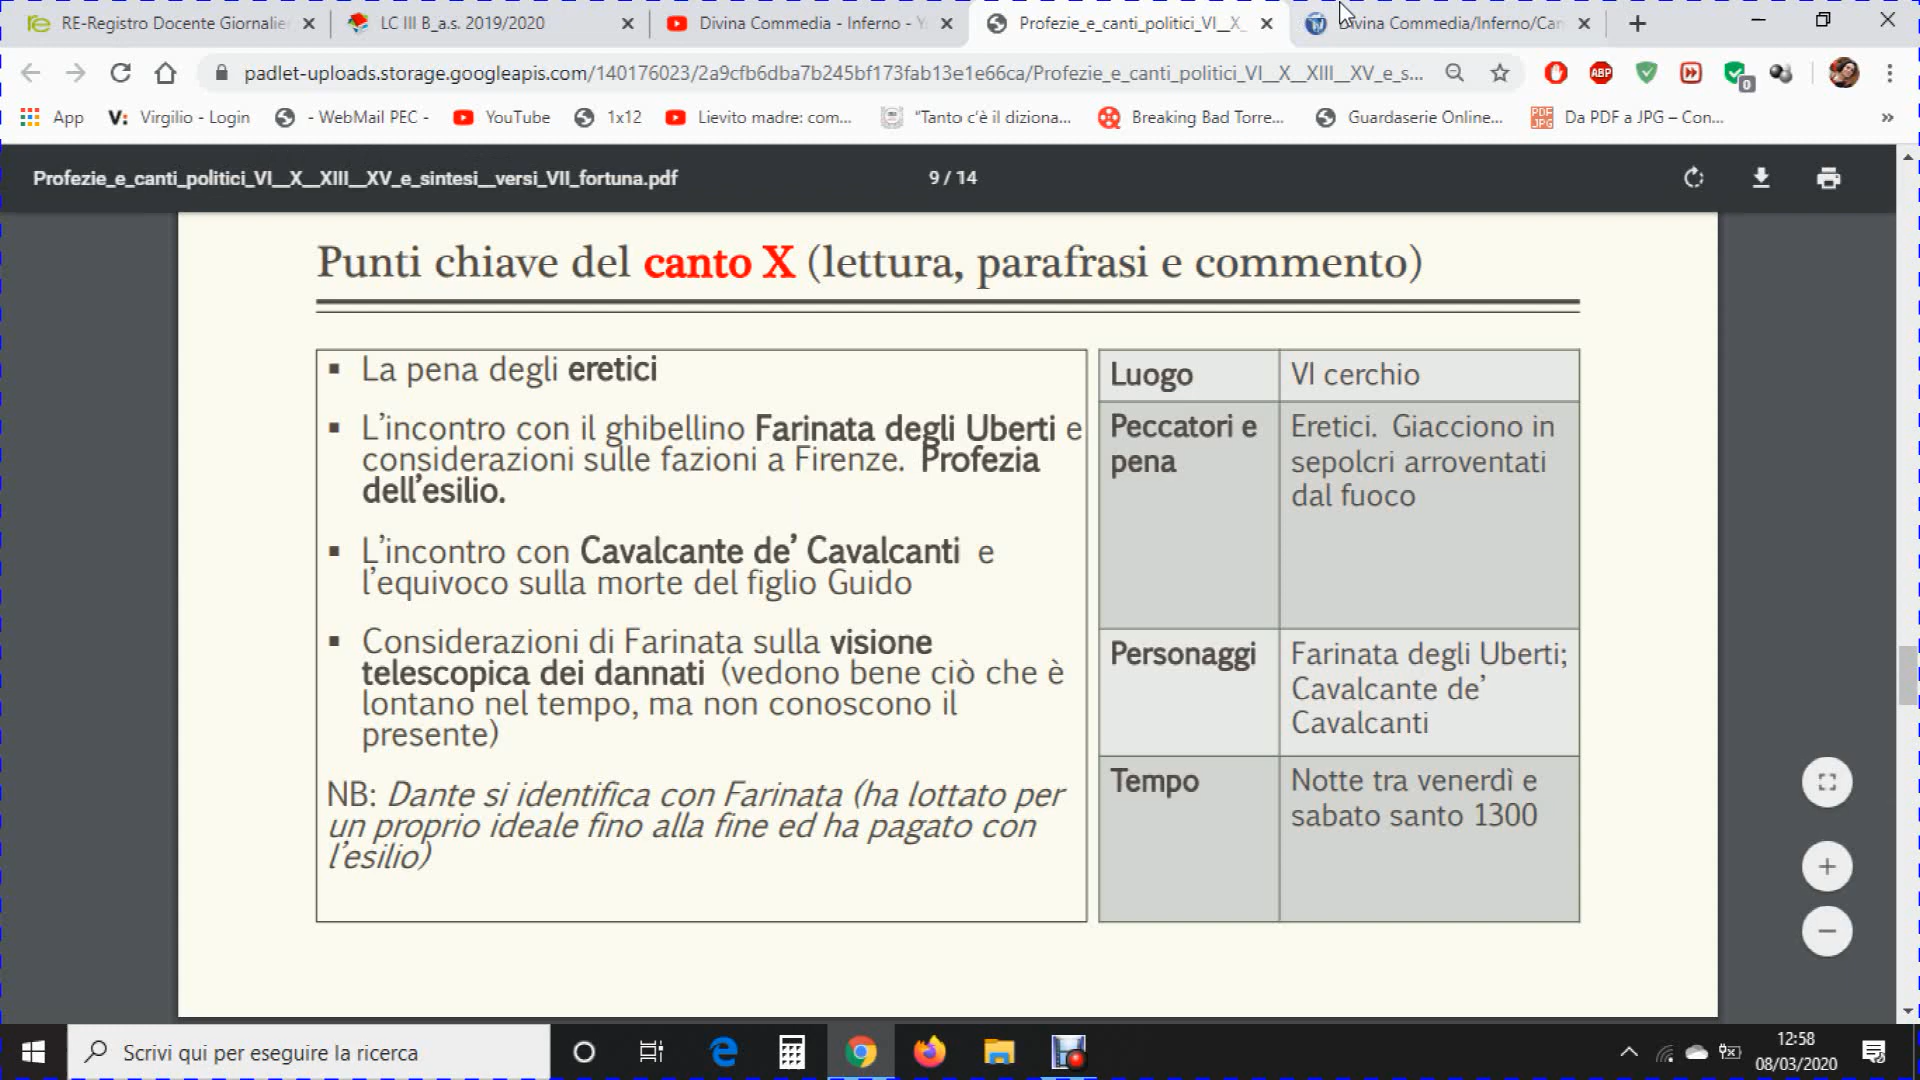 RE-Registro Docente Giornalie
LC III B_a.s. 2019/2020
Divina Commedia - Inferno - Y
Profezie_e_canti_politici_VI__X_
Divina Commedia/Inferno/Can
padlet-uploads.storage.googleapis.com/140176023/2a9cfb6dba7b245bf173fab13e1e66ca/Profezie_e_canti_politici_VI__X__XIII__XV_e_s...
ABP
0
App
Virgilio - Login
- WebMail PEC -
YouTube
1x12
Lievito madre: com...
"Tanto c'è il diziona...
Breaking Bad Torre...
Guardaserie Online...
PDF JPG
Da PDF a JPG – Con...
»
Profezie_e_canti_politici_VI__X__XIII__XV_e_sintesi__versi_VII_fortuna.pdf
9 / 14
Punti chiave del canto X (lettura, parafrasi e commento)
▪ La pena degli eretici
▪ L'incontro con il ghibellino Farinata degli Uberti e
considerazioni sulle fazioni a Firenze. Profezia
dell'esilio.
▪ L'incontro con Cavalcante de' Cavalcanti e
l'equivoco sulla morte del figlio Guido
▪ Considerazioni di Farinata sulla visione
telescopica dei dannati (vedono bene ciò che è
lontano nel tempo, ma non conoscono il
presente)
NB: Dante si identifica con Farinata (ha lottato per
un proprio ideale fino alla fine ed ha pagato con
l'esilio)
Luogo
VI cerchio
Peccatori e
pena
Eretici. Giacciono in
sepolcri arroventati
dal fuoco
Personaggi
Farinata degli Uberti;
Cavalcante de'
Cavalcanti
Tempo
Notte tra venerdì e
sabato santo 1300
Scrivi qui per eseguire la ricerca
12:58
08/03/2020